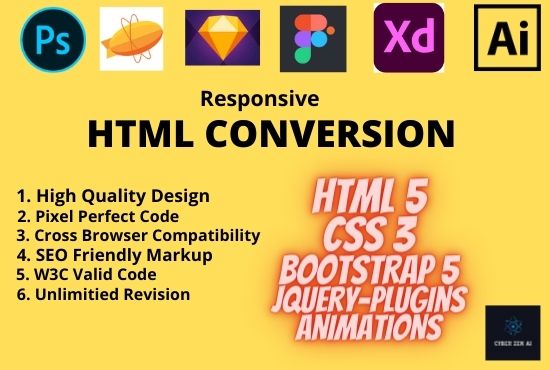 Ps
Xd
Ai
Responsive
HTML CONVERSION
1. High Quality Design
2. Pixel Perfect Code
3. Cross Browser Compatibility
4. SEO Friendly Markup
5. W3C Valid Code
6. Unlimitied Revision
HTML 5
CSS 3
BOOTSTRAP 5
JQUERY-PLUGINS
ANIMATIONS
CYBER ZEN AI